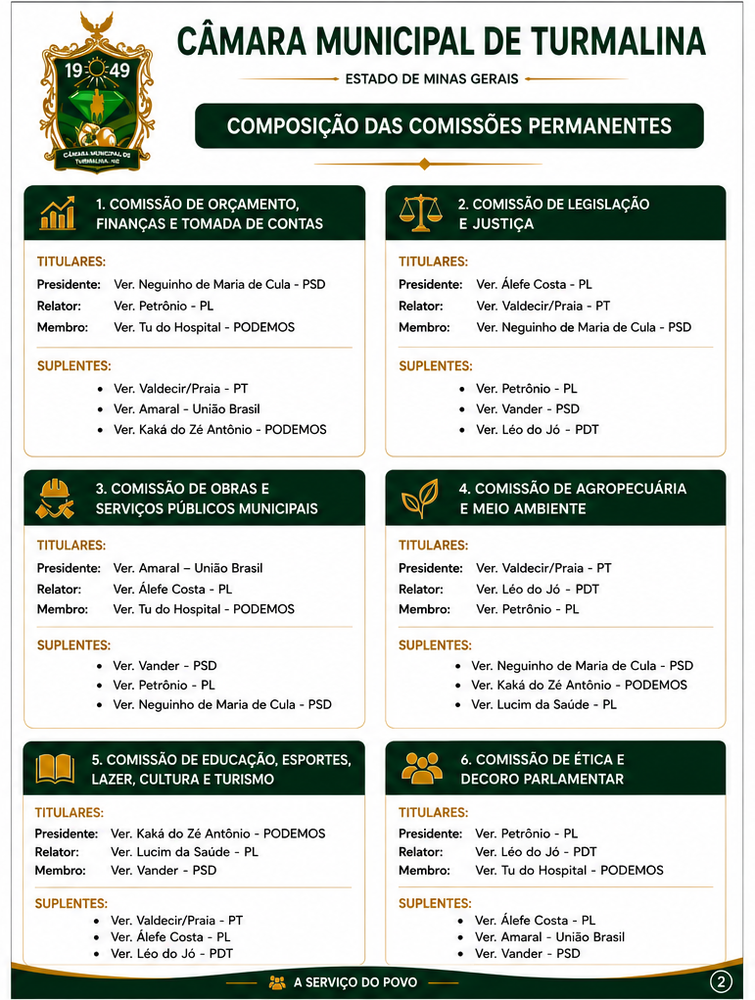 19 49
CÂMARA MUNICIPAL DE
TURMALINA, MG
CÂMARA MUNICIPAL DE TURMALINA
ESTADO DE MINAS GERAIS
COMPOSIÇÃO DAS COMISSÕES PERMANENTES
1. COMISSÃO DE ORÇAMENTO,
FINANÇAS E TOMADA DE CONTAS
TITULARES:
Presidente: Ver. Neguinho de Maria de Cula - PSD
Relator: Ver. Petrônio - PL
Membro: Ver. Tu do Hospital - PODEMOS
SUPLENTES:
• Ver. Valdecir/Praia - PT
• Ver. Amaral - União Brasil
• Ver. Kaká do Zé Antônio - PODEMOS
2. COMISSÃO DE LEGISLAÇÃO
E JUSTIÇA
TITULARES:
Presidente: Ver. Álefe Costa - PL
Relator: Ver. Valdecir/Praia - PT
Membro: Ver. Neguinho de Maria de Cula - PSD
SUPLENTES:
• Ver. Petrônio - PL
• Ver. Vander - PSD
• Ver. Léo do Jó - PDT
3. COMISSÃO DE OBRAS E
SERVIÇOS PÚBLICOS MUNICIPAIS
TITULARES:
Presidente: Ver. Amaral – União Brasil
Relator: Ver. Álefe Costa - PL
Membro: Ver. Tu do Hospital - PODEMOS
SUPLENTES:
• Ver. Vander - PSD
• Ver. Petrônio - PL
• Ver. Neguinho de Maria de Cula - PSD
4. COMISSÃO DE AGROPECUÁRIA
E MEIO AMBIENTE
TITULARES:
Presidente: Ver. Valdecir/Praia - PT
Relator: Ver. Léo do Jó - PDT
Membro: Ver. Petrônio - PL
SUPLENTES:
• Ver. Neguinho de Maria de Cula - PSD
• Ver. Kaká do Zé Antônio - PODEMOS
• Ver. Lucim da Saúde - PL
5. COMISSÃO DE EDUCAÇÃO, ESPORTES,
LAZER, CULTURA E TURISMO
TITULARES:
Presidente: Ver. Kaká do Zé Antônio - PODEMOS
Relator: Ver. Lucim da Saúde - PL
Membro: Ver. Vander - PSD
SUPLENTES:
• Ver. Valdecir/Praia - PT
• Ver. Álefe Costa - PL
• Ver. Léo do Jó - PDT
6. COMISSÃO DE ÉTICA E
DECORO PARLAMENTAR
TITULARES:
Presidente: Ver. Petrônio - PL
Relator: Ver. Léo do Jó - PDT
Membro: Ver. Tu do Hospital - PODEMOS
SUPLENTES:
• Ver. Álefe Costa - PL
• Ver. Amaral - União Brasil
• Ver. Vander - PSD
A SERVIÇO DO POVO
2